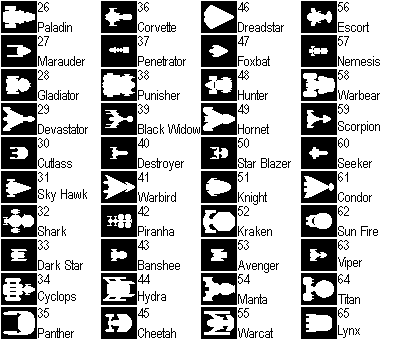 26 36 46 56
Paladin Corvette Dreadstar Escort
27 37 47 57
Marauder Penetrator Foxbat Nemesis
28 38 48 58
Gladiator Punisher Hunter Warbear
29 39 49 59
Devastator Black Widow Hornet Scorpion
30 40 50 60
Cutlass Destroyer Star Blazer Seeker
31 41 51 61
Sky Hawk Warbird Knight Condor
32 42 52 62
Shark Piranha Kraken Sun Fire
33 43 53 63
Dark Star Banshee Avenger Viper
34 44 54 64
Cyclops Hydra Manta Titan
35 45 55 65
Panther Cheetah Warcat Lynx